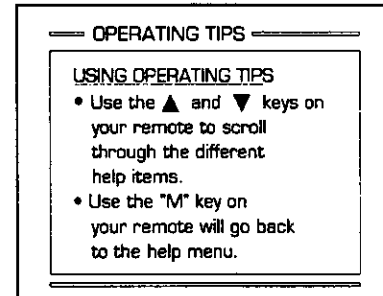 OPERATING TIPS
USING OPERATING TIPS
• Use the ▲ and ▼ keys on
your remote to scroll
through the different
help items.
• Use the "M" key on
your remote will go back
to the help menu.